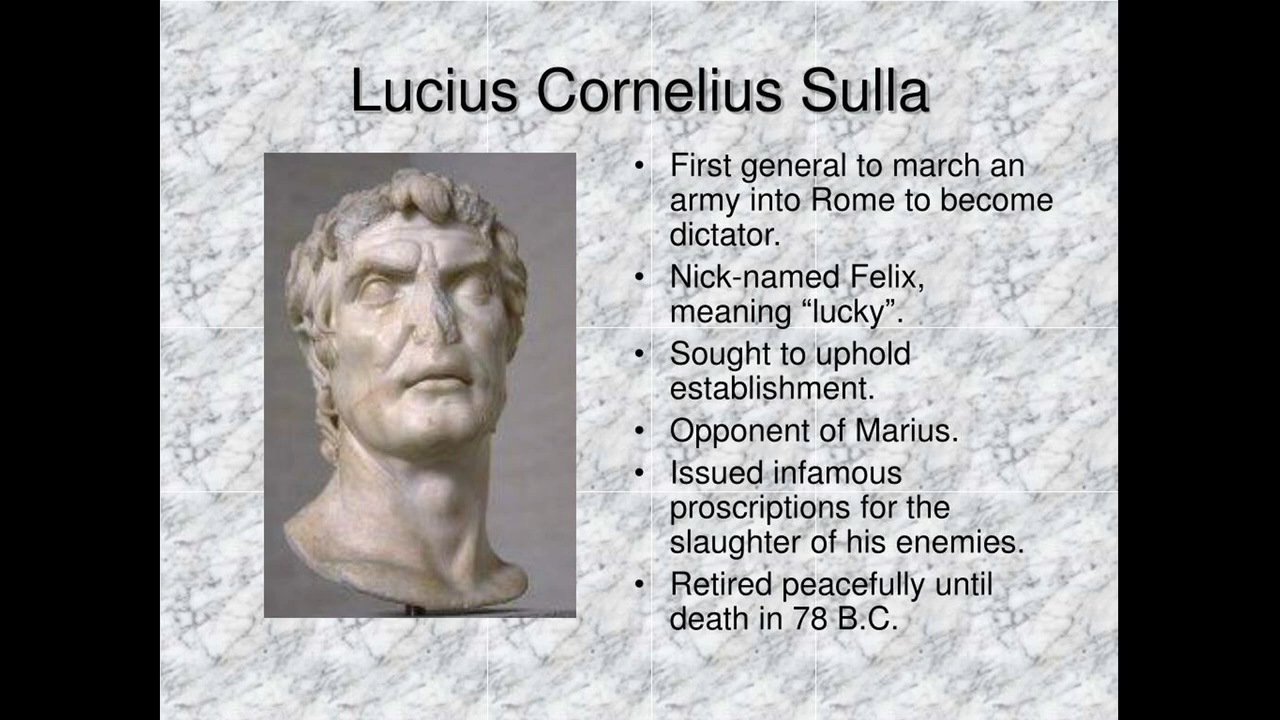 Lucius Cornelius Sulla
• First general to march an
army into Rome to become
dictator.
• Nick-named Felix,
meaning “lucky”.
• Sought to uphold
establishment.
• Opponent of Marius.
• Issued infamous
proscriptions for the
slaughter of his enemies.
• Retired peacefully until
death in 78 B.C.